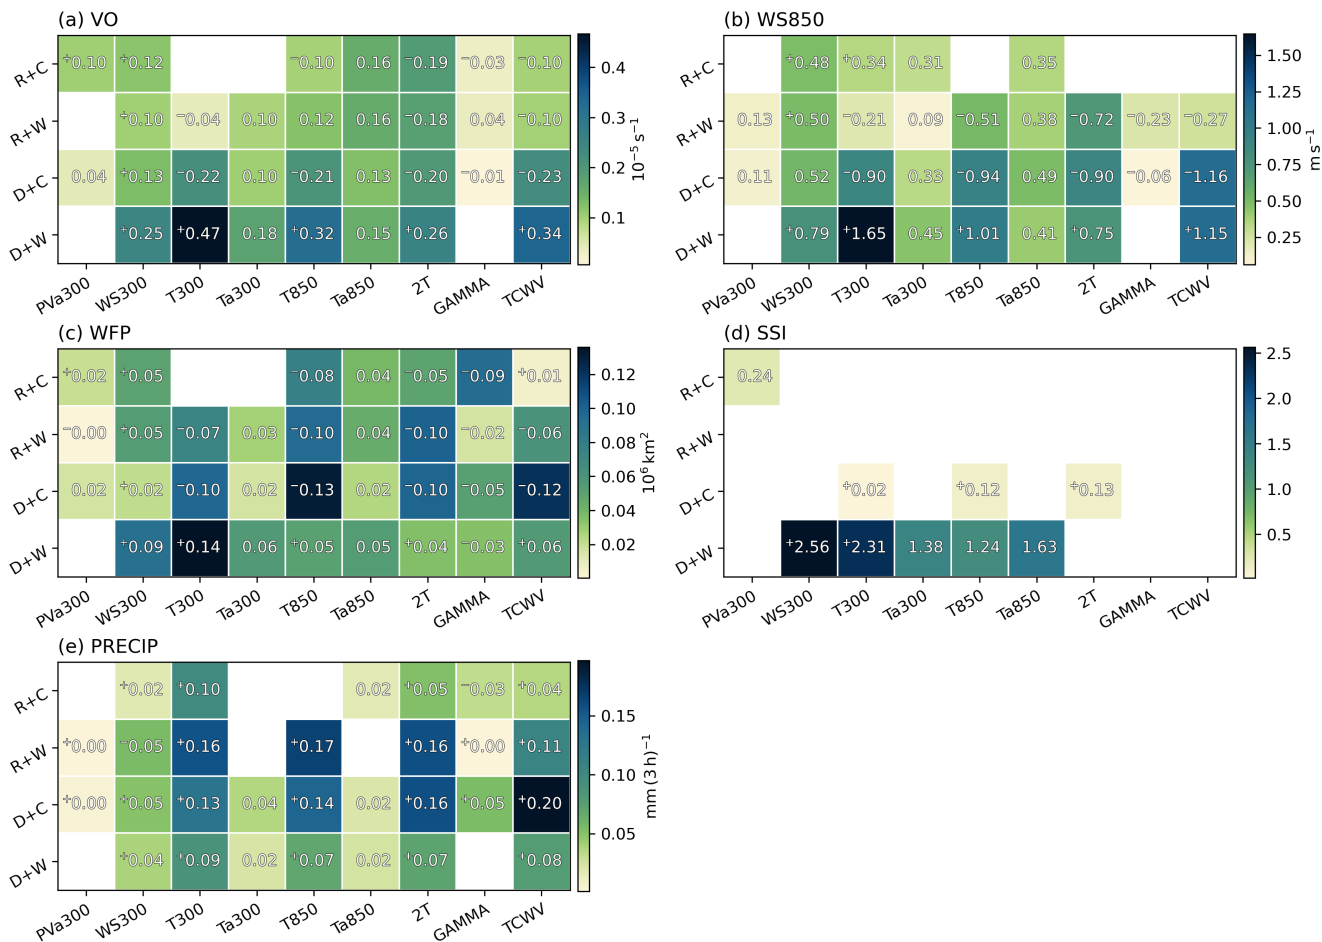 (a) VO
R+C +0.10 +0.12 −0.10 0.16 −0.19 −0.03 −0.10
R+W +0.10 −0.04 0.10 0.12 0.16 −0.18 0.04 −0.10
D+C 0.04 +0.13 −0.22 0.10 −0.21 0.13 −0.20 −0.01 −0.23
D+W +0.25 +0.47 0.18 +0.32 0.15 +0.26 +0.34
PVa300 WS300 T300 Ta300 T850 Ta850 2T GAMMA TCWV
0.4
0.3
0.2
0.1
10⁻⁵ s⁻¹
(b) WS850
R+C +0.48 +0.34 0.31 0.35
R+W 0.13 +0.50 −0.21 0.09 −0.51 0.38 −0.72 −0.23 −0.27
D+C 0.11 0.52 −0.90 0.33 −0.94 0.49 −0.90 −0.06 −1.16
D+W +0.79 +1.65 0.45 +1.01 0.41 +0.75 +1.15
PVa300 WS300 T300 Ta300 T850 Ta850 2T GAMMA TCWV
1.50
1.25
1.00
0.75
0.50
0.25
m s⁻¹
(c) WFP
R+C +0.02 +0.05 −0.08 0.04 −0.05 −0.09 +0.01
R+W −0.00 +0.05 −0.07 0.03 −0.10 0.04 −0.10 −0.02 −0.06
D+C 0.02 +0.02 −0.10 0.02 −0.13 0.02 −0.10 −0.05 −0.12
D+W +0.09 +0.14 0.06 +0.05 0.05 +0.04 −0.03 +0.06
PVa300 WS300 T300 Ta300 T850 Ta850 2T GAMMA TCWV
0.12
0.10
0.08
0.06
0.04
0.02
10⁶ km²
(d) SSI
R+C 0.24
R+W
D+C +0.02 +0.12 +0.13
D+W +2.56 +2.31 1.38 1.24 1.63
PVa300 WS300 T300 Ta300 T850 Ta850 2T GAMMA TCWV
2.5
2.0
1.5
1.0
0.5
(e) PRECIP
R+C +0.02 +0.10 0.02 +0.05 −0.03 +0.04
R+W +0.00 −0.05 +0.16 +0.17 +0.16 +0.00 +0.11
D+C +0.00 +0.05 +0.13 0.04 +0.14 0.02 +0.16 +0.05 +0.20
D+W +0.04 +0.09 0.02 +0.07 0.02 +0.07 +0.08
PVa300 WS300 T300 Ta300 T850 Ta850 2T GAMMA TCWV
0.15
0.10
0.05
mm (3 h)⁻¹